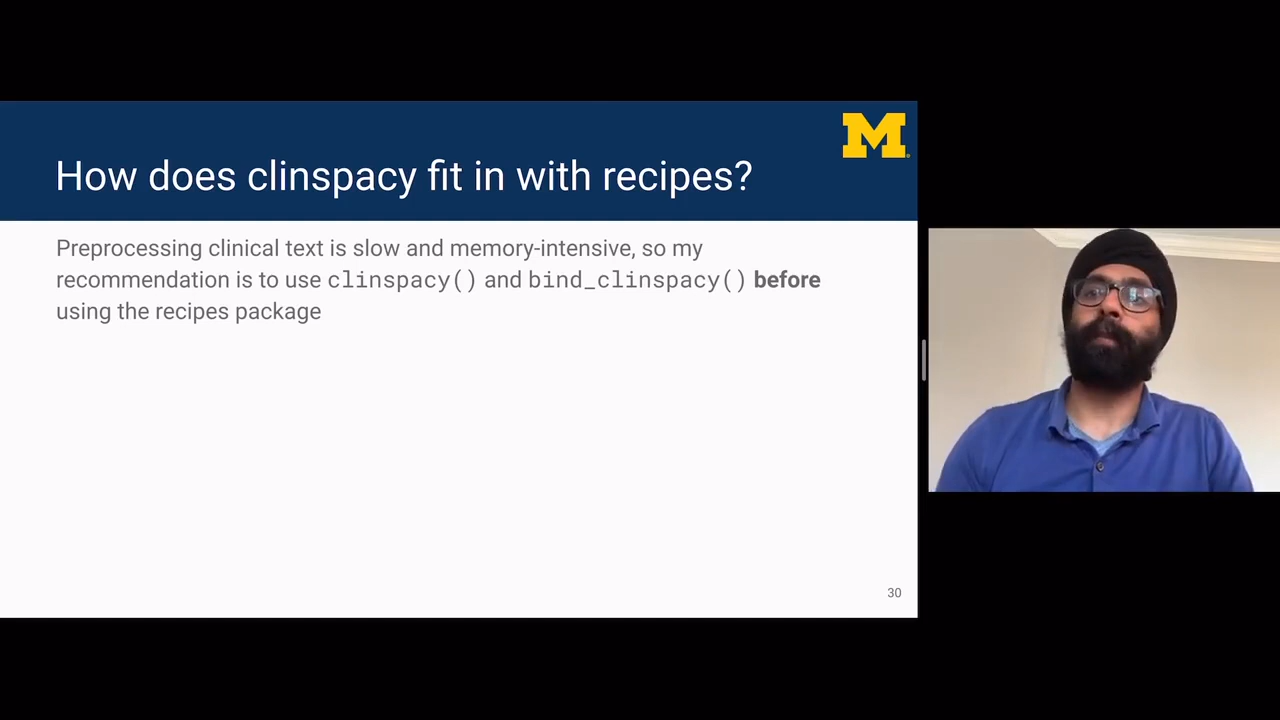 M
How does clinspacy fit in with recipes?
Preprocessing clinical text is slow and memory-intensive, so my
recommendation is to use clinspacy() and bind_clinspacy() before
using the recipes package
30